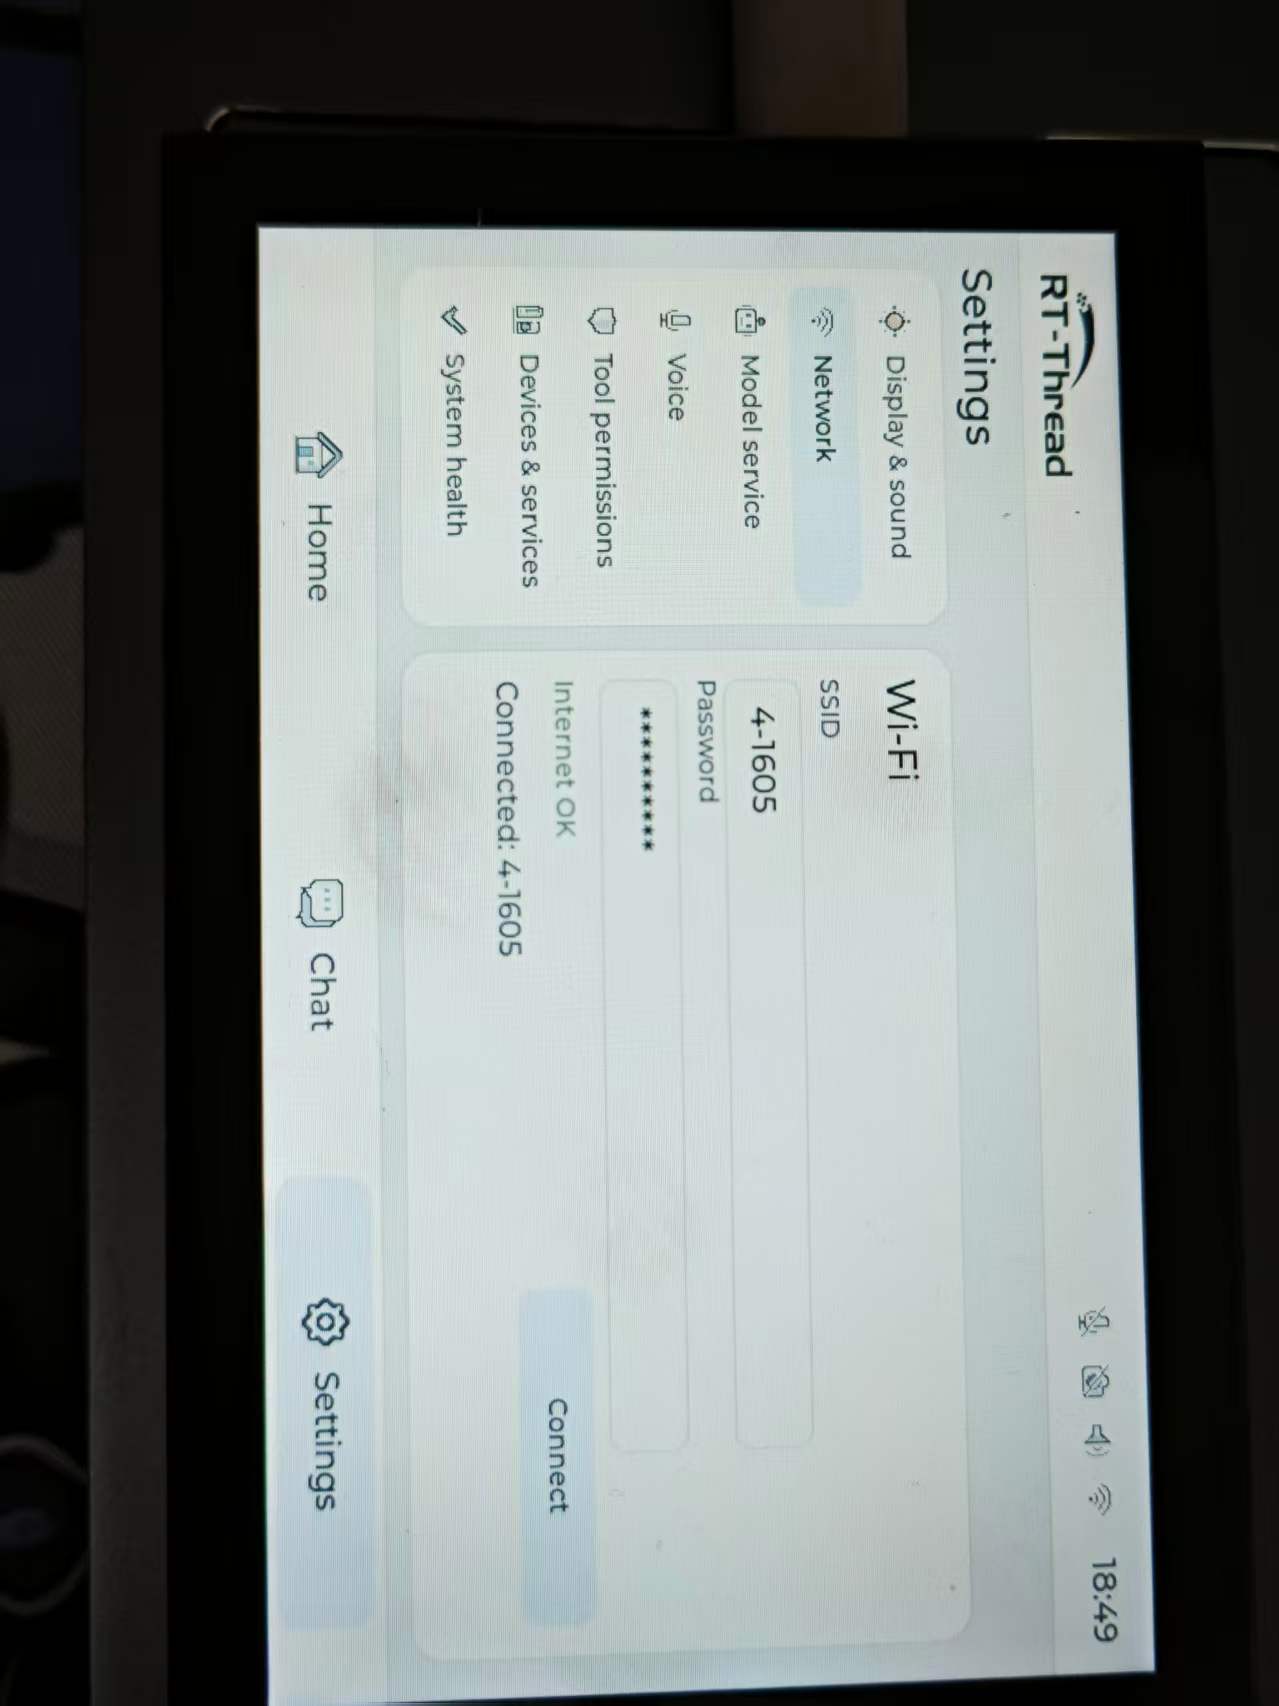 RT-Thread
18:49
Settings
Display & sound
Network
Model service
Voice
Tool permissions
Devices & services
System health
Wi-Fi
SSID
4-1605
Password
***********
Internet OK
Connected: 4-1605
Connect
Home
Chat
Settings